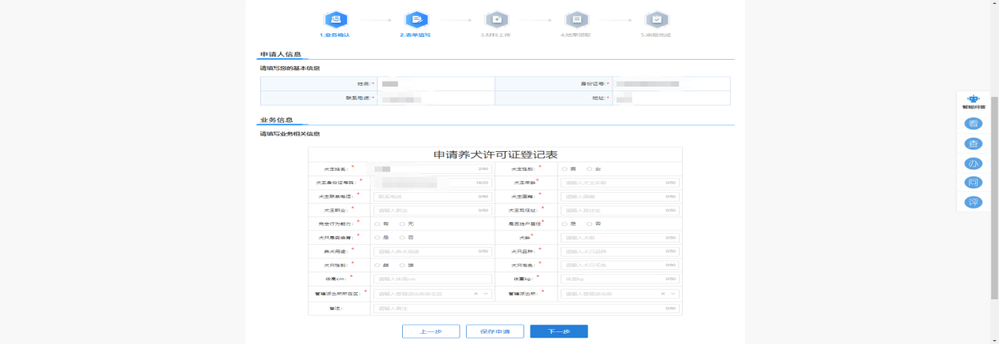 1.业务确认 2.表单填写 3.材料上传 4.结果领取 5.申报完成
申请人信息
请填写您的基本信息
姓名:* 身份证号:*
联系电话:* 地址:*
智能问答
看
查
办
问
评
业务信息
请填写业务相关信息
申请养犬许可证登记表
犬主姓名：* 2/50 犬主性别：* 男 女
犬主身份证号码：* 18/20 犬主年龄* 请输入犬主年龄 0/50
犬主联系电话：* 联系电话 0/50 犬主国籍：* 请输入国籍 0/50
犬主职业：* 请输入职业 0/50 犬主现住址：* 请输入现住址 0/50
完全行为能力：* 有 无 是否独户居住* 是 否
犬只是否绝育：* 是 否 犬龄* 请输入犬龄 0/50
养犬用途：* 请输入养犬用途 0/50 犬只品种：* 请输入犬只品种 0/50
犬只性别：* 雌 雄 犬只毛色：* 请输入犬只毛色 0/50
体高cm：* 请输入体高cm 体重kg：* 体重kg 0/50
管辖派出所所在区：* 请输入管辖派出所所在区 管辖派出所：* 请输入管辖派出所
备注： 请输入备注 0/50
上一步 保存申请 下一步